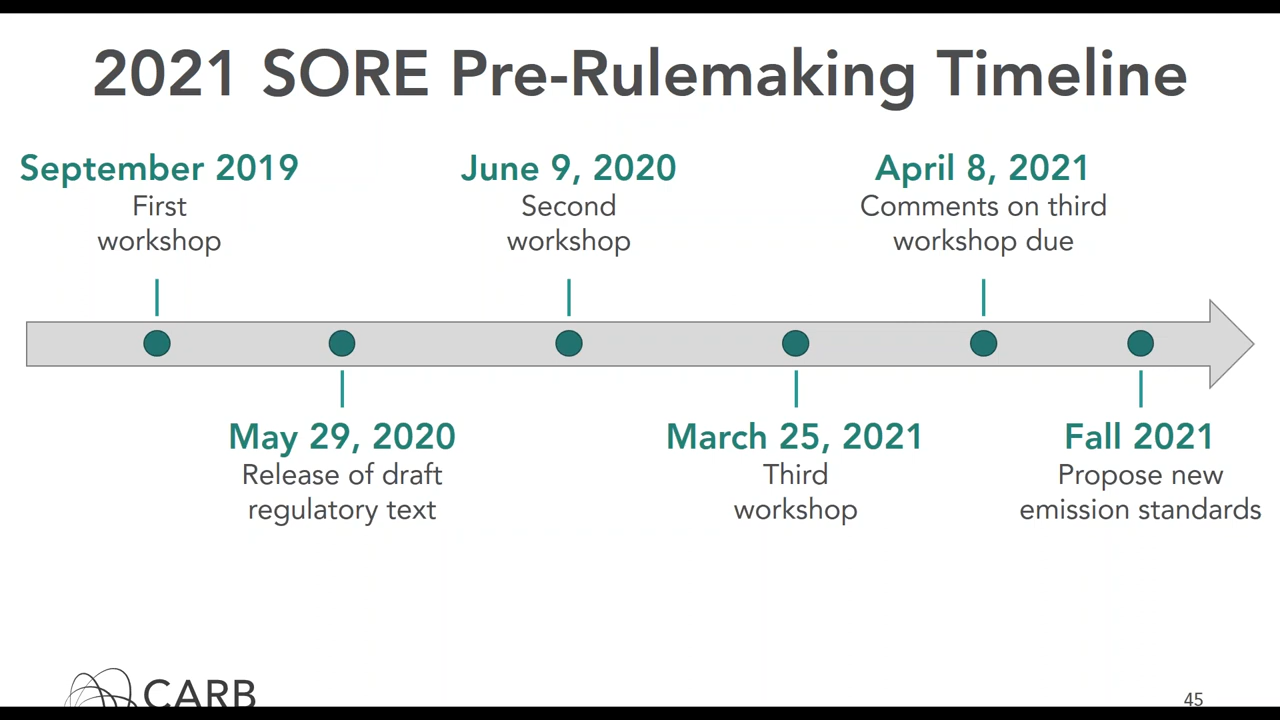 2021 SORE Pre-Rulemaking Timeline
September 2019
First
workshop
June 9, 2020
Second
workshop
April 8, 2021
Comments on third
workshop due
May 29, 2020
Release of draft
regulatory text
March 25, 2021
Third
workshop
Fall 2021
Propose new
emission standards
CARB
45